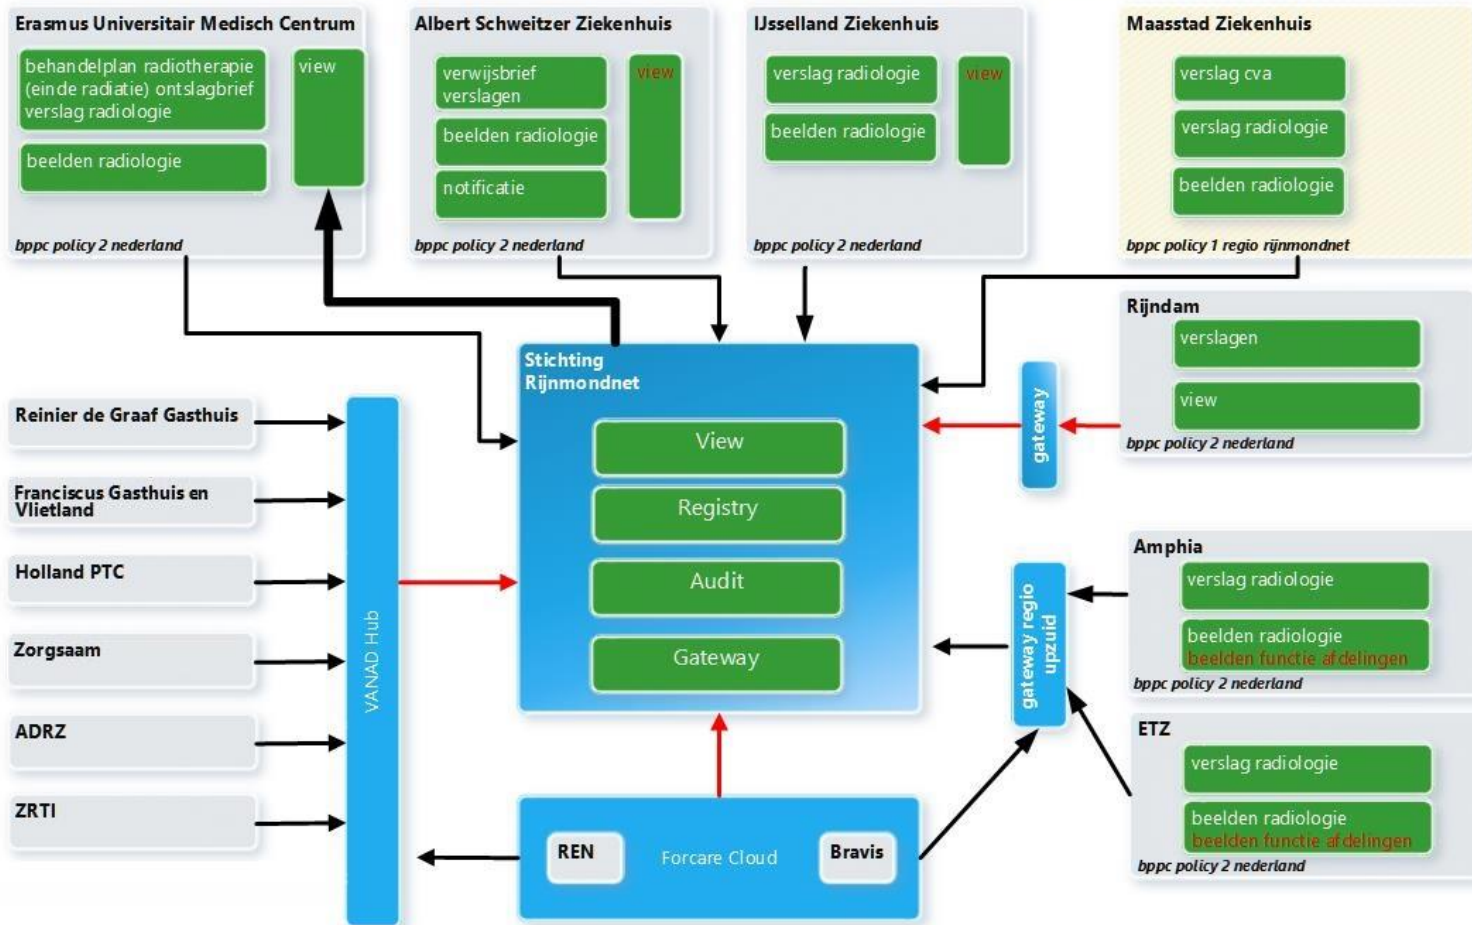 Erasmus Universitair Medisch Centrum
behandelplan radiotherapie
(einde radiatie) ontslagbrief
verslag radiologie
view
beelden radiologie
bppc policy 2 nederland
Albert Schweitzer Ziekenhuis
verwijsbrief
verslagen
view
beelden radiologie
notificatie
bppc policy 2 nederland
IJsselland Ziekenhuis
verslag radiologie
view
beelden radiologie
bppc policy 2 nederland
Maasstad Ziekenhuis
verslag cva
verslag radiologie
beelden radiologie
bppc policy 1 regio rijnmondnet
Rijndam
verslagen
view
bppc policy 2 nederland
gateway
Stichting
Rijnmondnet
View
Registry
Audit
Gateway
Reinier de Graaf Gasthuis
Franciscus Gasthuis en
Vlietland
Holland PTC
Zorgsaam
ADRZ
ZRTI
VANAD Hub
gateway regio
upzuid
Amphia
verslag radiologie
beelden radiologie
beelden functie afdelingen
bppc policy 2 nederland
ETZ
verslag radiologie
beelden radiologie
beelden functie afdelingen
bppc policy 2 nederland
REN
Forcare Cloud
Bravis